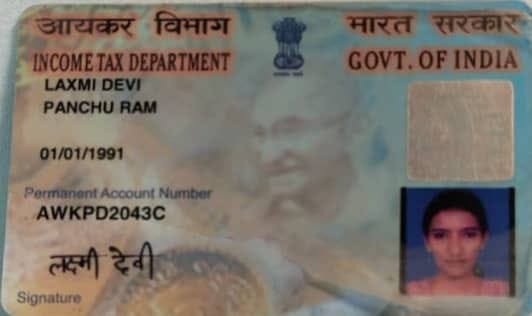 आयकर विभाग
भारत सरकार
INCOME TAX DEPARTMENT
GOVT. OF INDIA
LAXMI DEVI
PANCHU RAM
01/01/1991
Permanent Account Number
AWKPD2043C
लक्ष्मी देवी
Signature